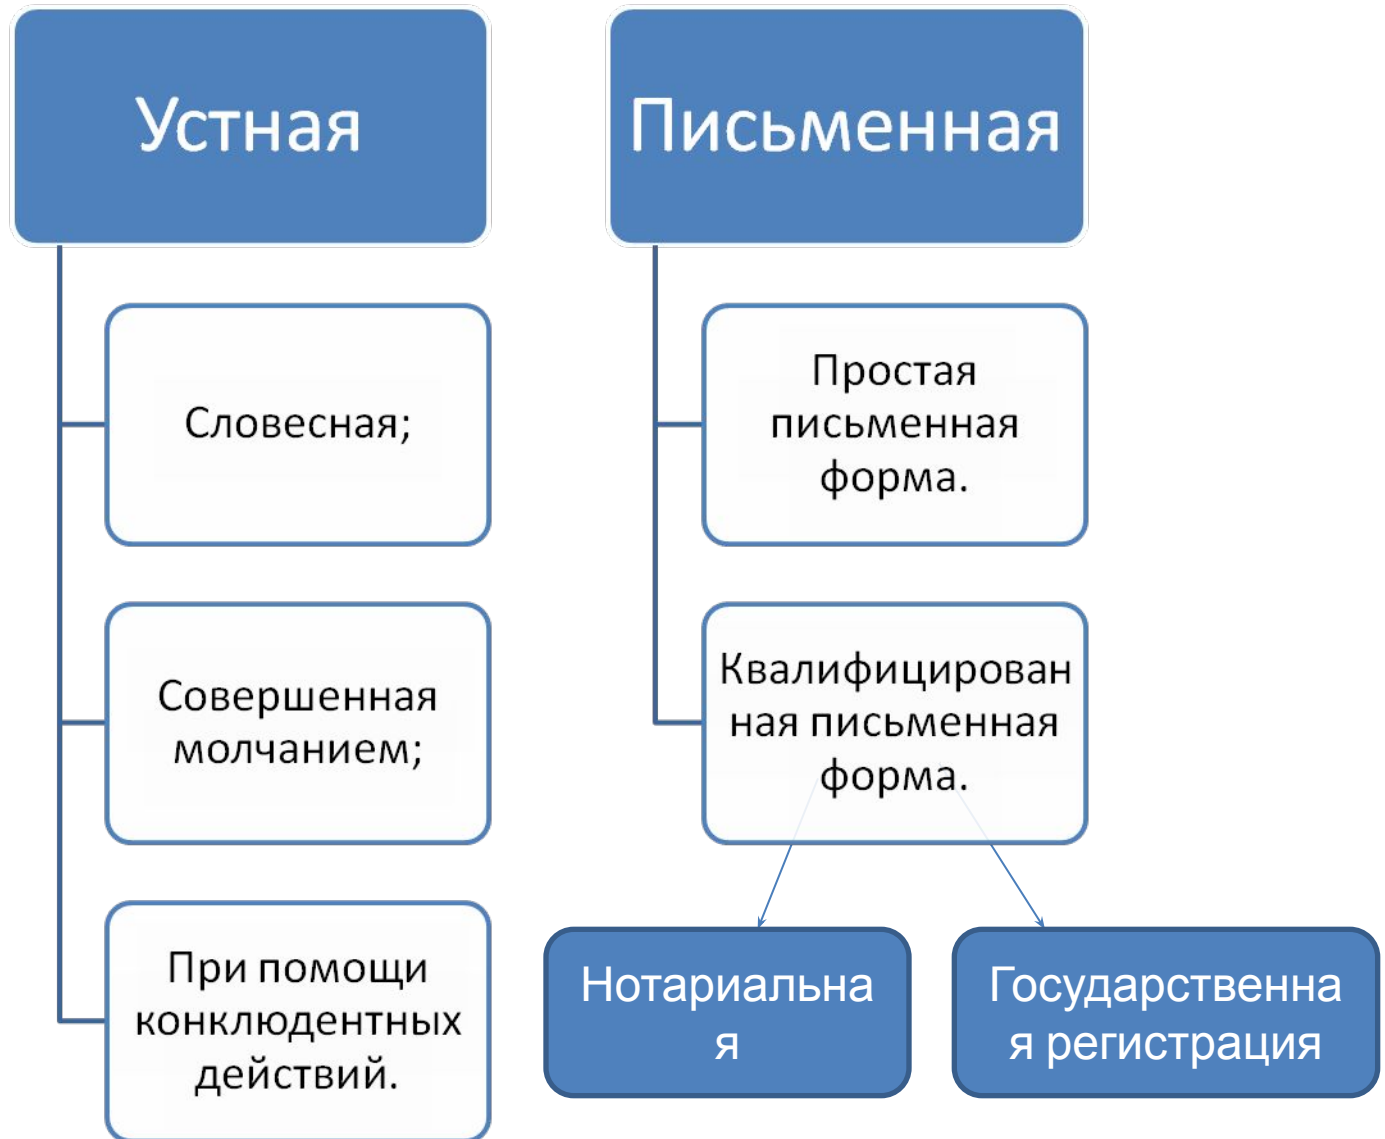 Устная
Словесная;
Совершенная
молчанием;
При помощи
конклюдентных
действий.
Письменная
Простая
письменная
форма.
Квалифицирован
ная письменная
форма.
Нотариальна
я
Государственна
я регистрация